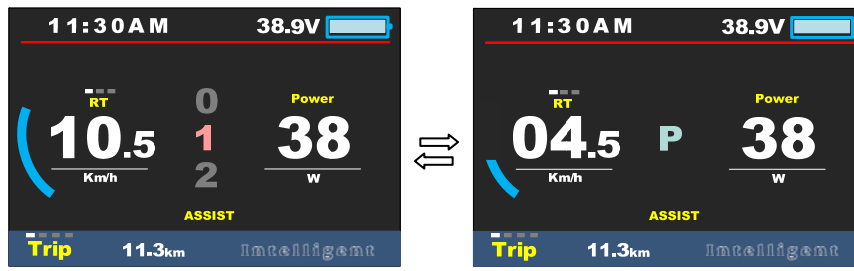 11:30AM 38.9V
RT 0 Power
10.5 1 38
Km/h 2 W
ASSIST
Trip 11.3km Intelligent
11:30AM 38.9V
RT Power
04.5 P 38
Km/h W
ASSIST
Trip 11.3km Intelligent